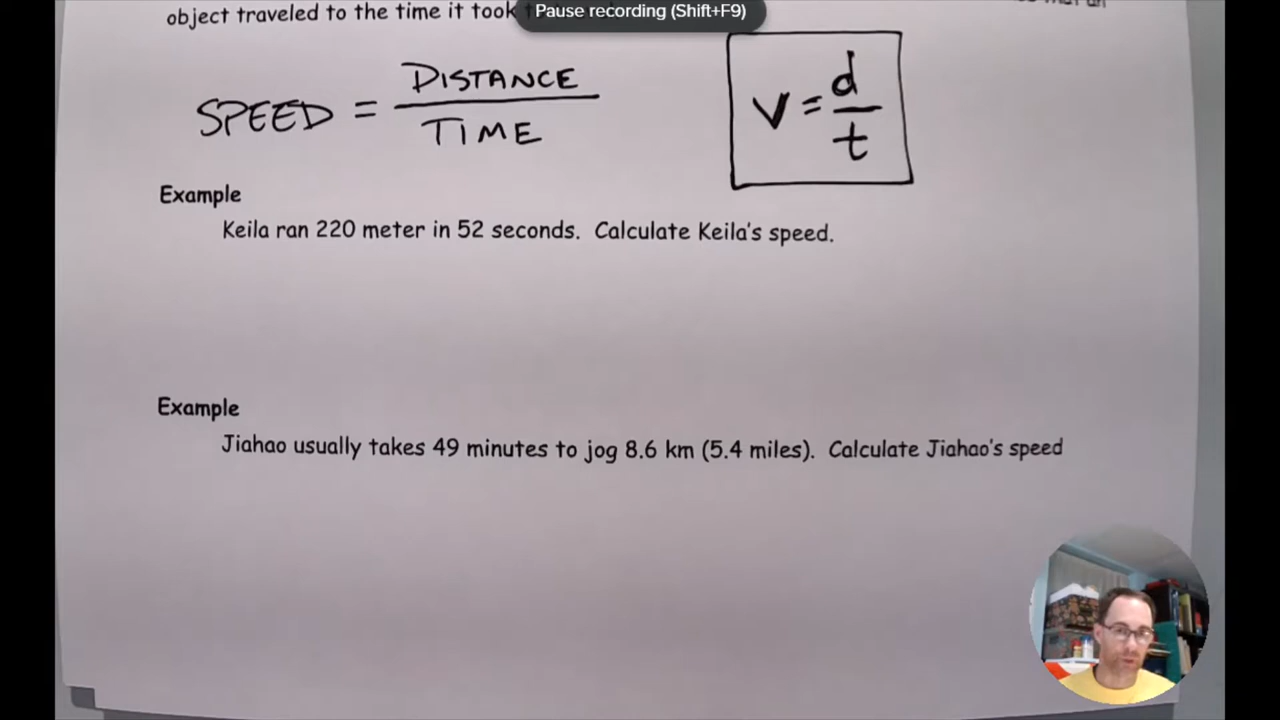 object traveled to the time it took
Pause recording (Shift+F9)
SPEED = DISTANCE / TIME
v = d / t
Example
Keila ran 220 meter in 52 seconds. Calculate Keila's speed.
Example
Jiahao usually takes 49 minutes to jog 8.6 km (5.4 miles). Calculate Jiahao's speed